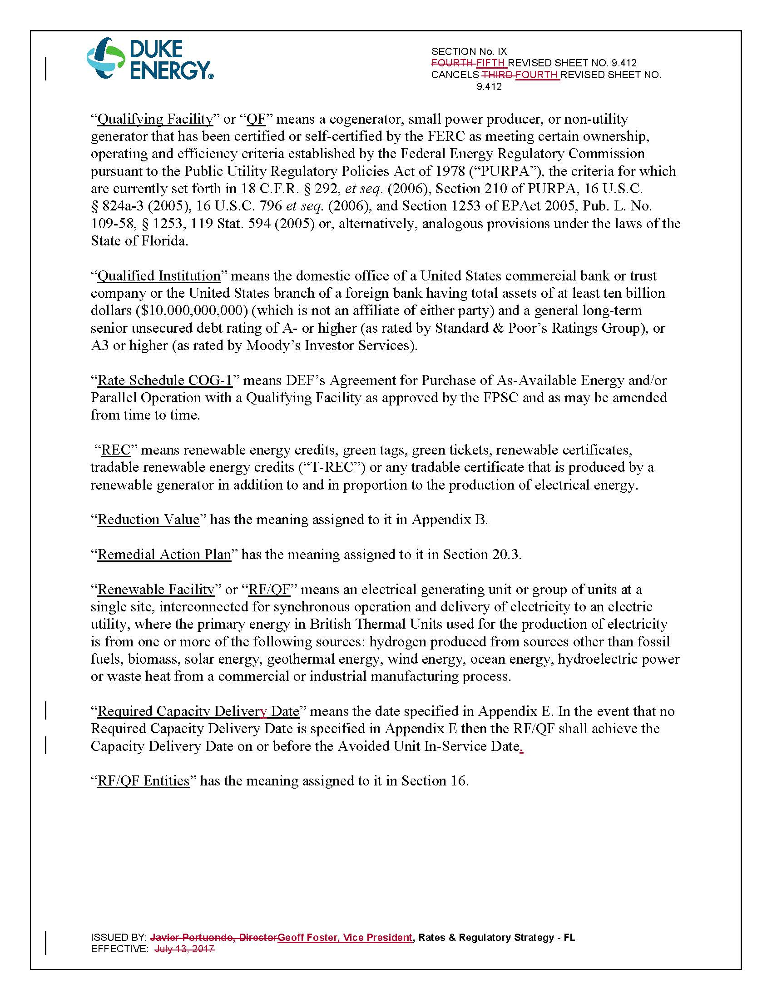 DUKE
ENERGY®
SECTION No. IX
FOURTH FIFTH REVISED SHEET NO. 9.412
CANCELS THIRD FOURTH REVISED SHEET NO.
9.412
“Qualifying Facility” or “QF” means a cogenerator, small power producer, or non-utility
generator that has been certified or self-certified by the FERC as meeting certain ownership,
operating and efficiency criteria established by the Federal Energy Regulatory Commission
pursuant to the Public Utility Regulatory Policies Act of 1978 (“PURPA”), the criteria for which
are currently set forth in 18 C.F.R. § 292, et seq. (2006), Section 210 of PURPA, 16 U.S.C.
§ 824a-3 (2005), 16 U.S.C. 796 et seq. (2006), and Section 1253 of EPAct 2005, Pub. L. No.
109-58, § 1253, 119 Stat. 594 (2005) or, alternatively, analogous provisions under the laws of the
State of Florida.
“Qualified Institution” means the domestic office of a United States commercial bank or trust
company or the United States branch of a foreign bank having total assets of at least ten billion
dollars ($10,000,000,000) (which is not an affiliate of either party) and a general long-term
senior unsecured debt rating of A- or higher (as rated by Standard & Poor’s Ratings Group), or
A3 or higher (as rated by Moody’s Investor Services).
“Rate Schedule COG-1” means DEF’s Agreement for Purchase of As-Available Energy and/or
Parallel Operation with a Qualifying Facility as approved by the FPSC and as may be amended
from time to time.
“REC” means renewable energy credits, green tags, green tickets, renewable certificates,
tradable renewable energy credits (“T-REC”) or any tradable certificate that is produced by a
renewable generator in addition to and in proportion to the production of electrical energy.
“Reduction Value” has the meaning assigned to it in Appendix B.
“Remedial Action Plan” has the meaning assigned to it in Section 20.3.
“Renewable Facility” or “RF/QF” means an electrical generating unit or group of units at a
single site, interconnected for synchronous operation and delivery of electricity to an electric
utility, where the primary energy in British Thermal Units used for the production of electricity
is from one or more of the following sources: hydrogen produced from sources other than fossil
fuels, biomass, solar energy, geothermal energy, wind energy, ocean energy, hydroelectric power
or waste heat from a commercial or industrial manufacturing process.
“Required Capacity Delivery Date” means the date specified in Appendix E. In the event that no
Required Capacity Delivery Date is specified in Appendix E then the RF/QF shall achieve the
Capacity Delivery Date on or before the Avoided Unit In-Service Date.
“RF/QF Entities” has the meaning assigned to it in Section 16.
ISSUED BY: Javier Portuondo, DirectorGeoff Foster, Vice President, Rates & Regulatory Strategy - FL
EFFECTIVE: July 13, 2017